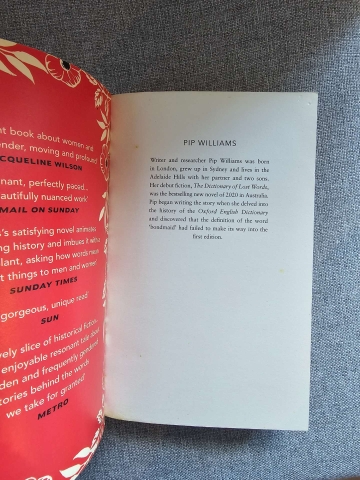 nt book about women and
ender, moving and profound
CQUELINE WILSON
nant, perfectly paced...
autifully nuanced work'
MAIL ON SUNDAY
s's satisfying novel animates
ng history and imbues it with
plant, asking how words mean
t things to men and women'
SUNDAY TIMES
gorgeous, unique read'
SUN
vely slice of historical fiction
enjoyable resonant tale
den and frequently gendered
tories behind the words
we take for granted'
METRO
PIP WILLIAMS
Writer and researcher Pip Williams was born
in London, grew up in Sydney and lives in the
Adelaide Hills with her partner and two sons.
Her debut fiction, The Dictionary of Lost Words,
was the bestselling new novel of 2020 in Australia.
Pip began writing the story when she delved into
the history of the Oxford English Dictionary
and discovered that the definition of the word
'bondmaid' had failed to make its way into the
first edition.